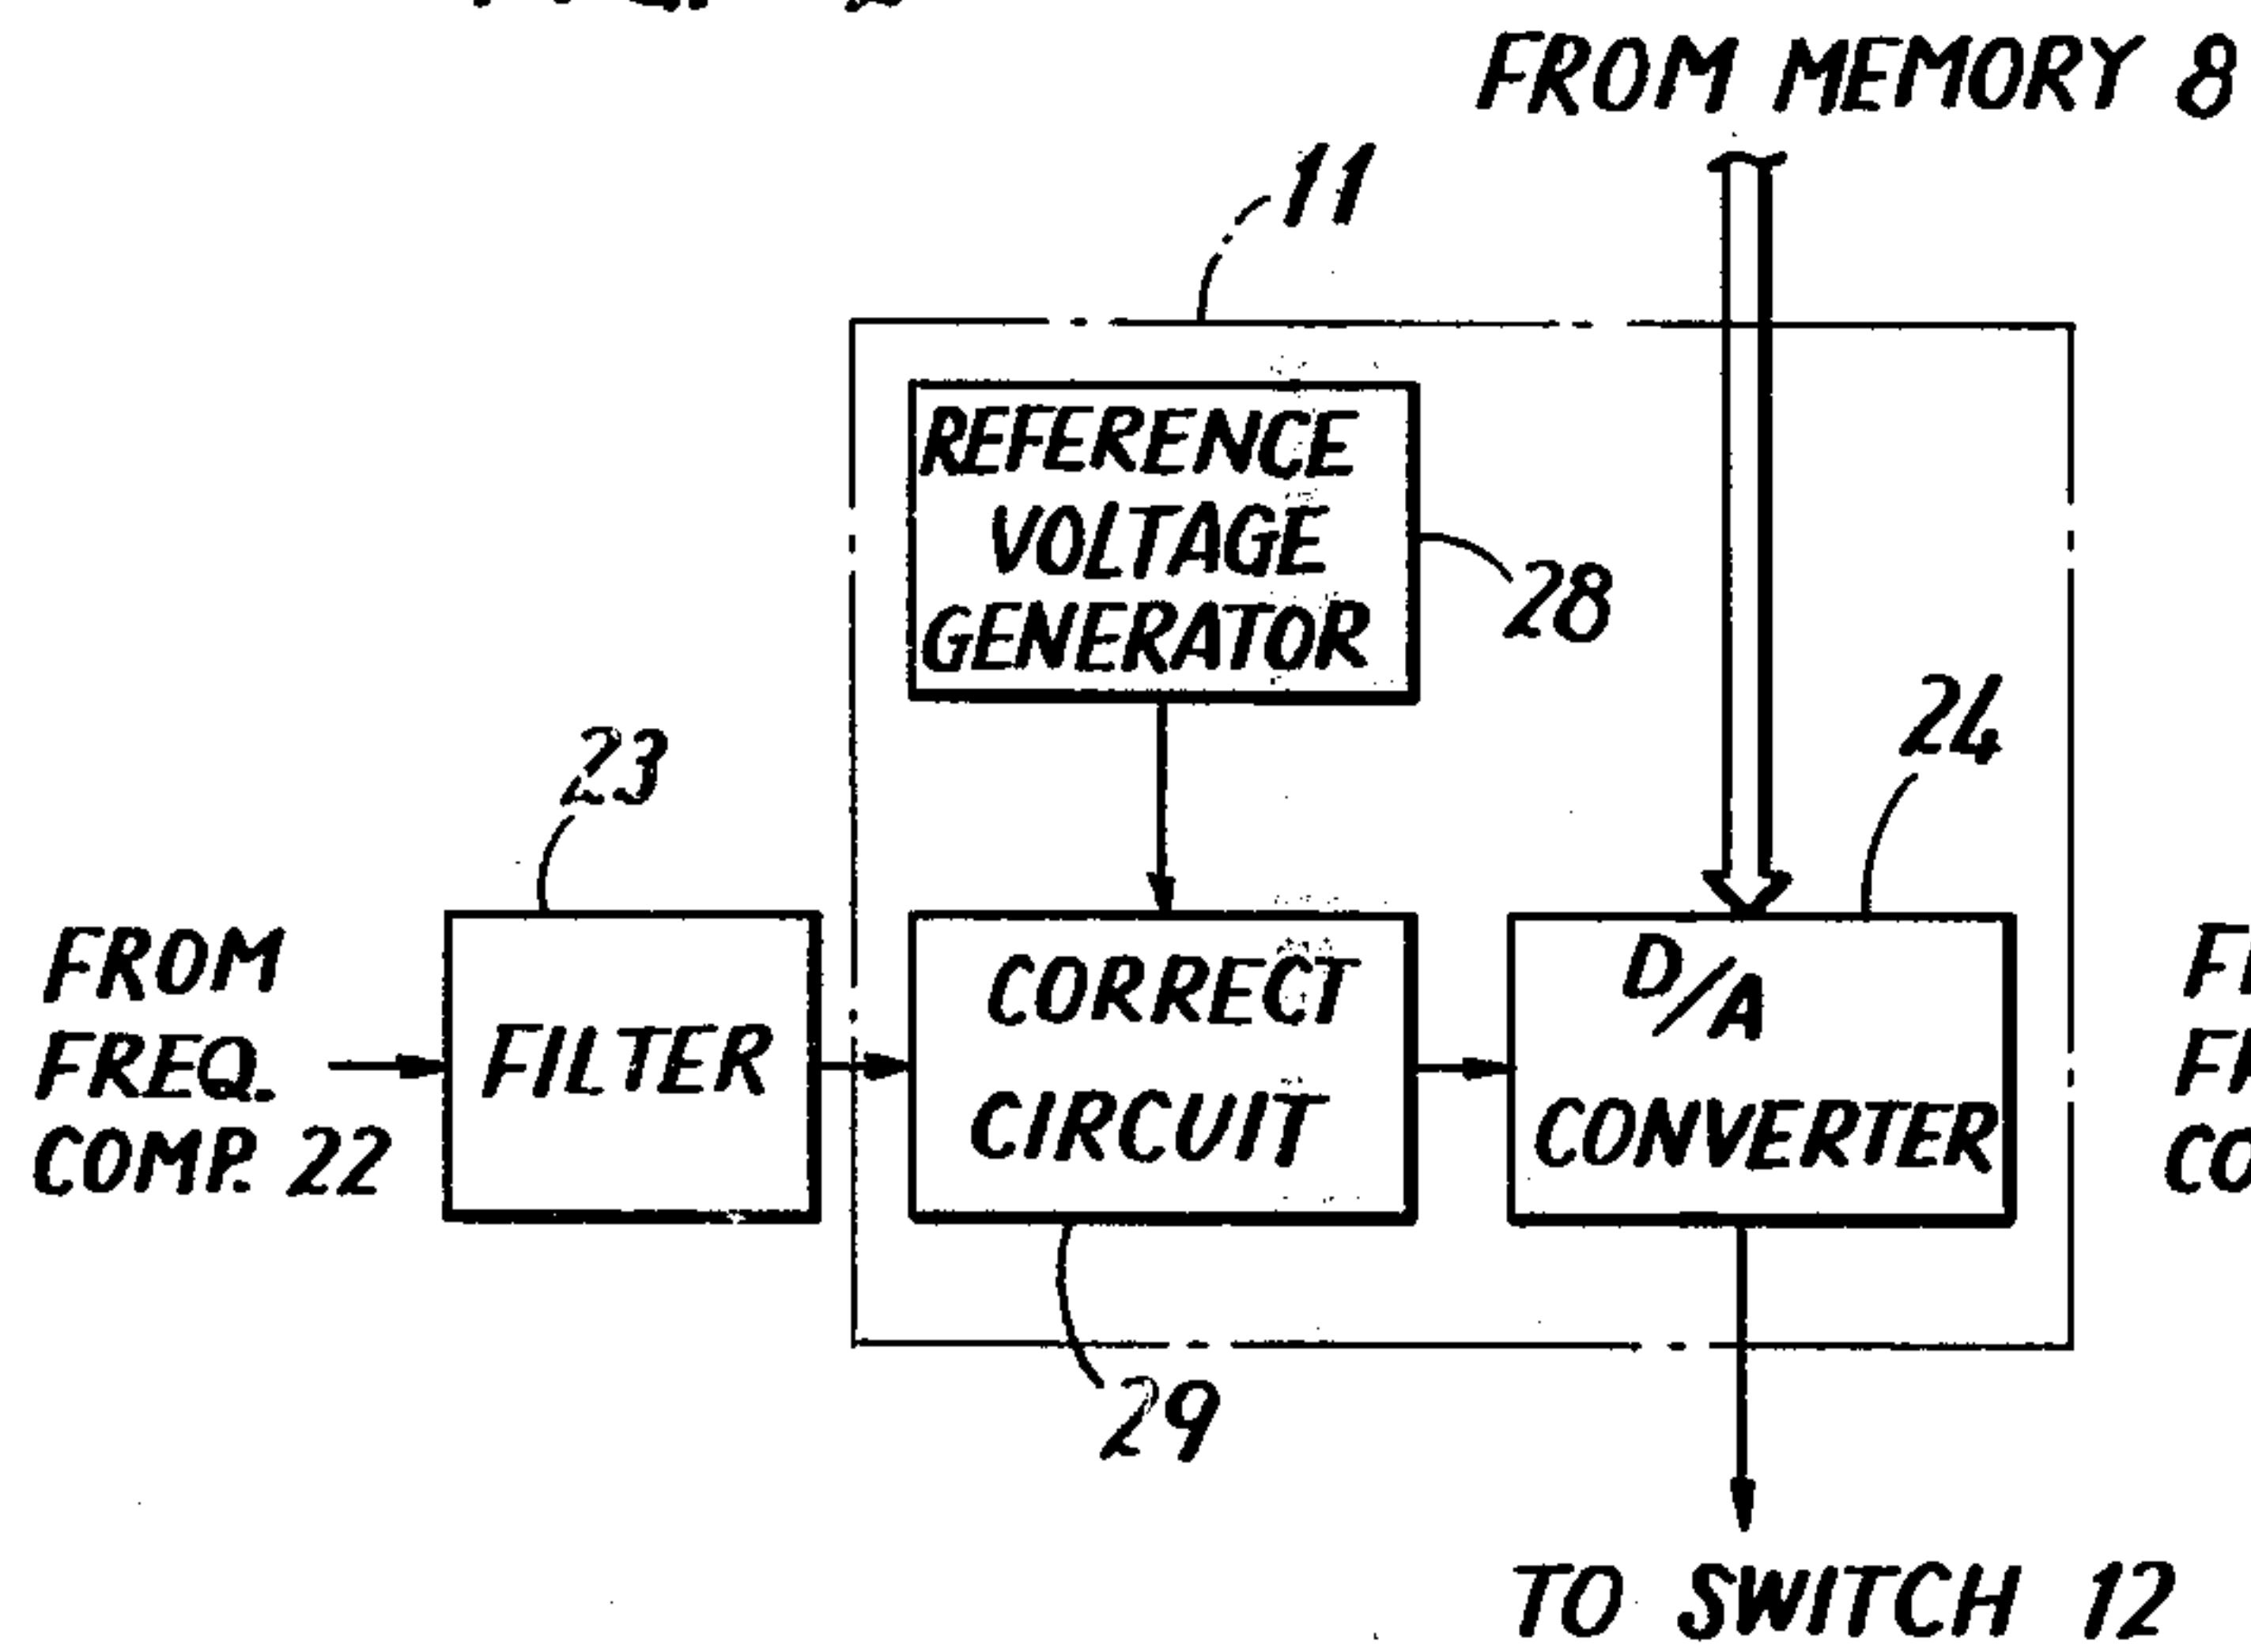 FROM MEMORY 8
11
REFERENCE
VOLTAGE
GENERATOR
28
24
23
FROM
FREQ.
COMP. 22
FILTER
CORRECT
CIRCUIT
D/A
CONVERTER
29
TO SWITCH 12